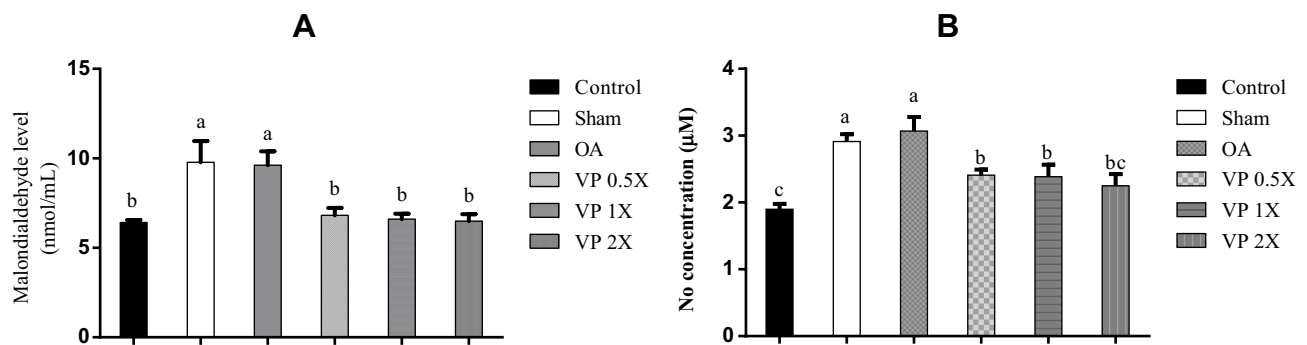 A
Malondialdehyde level
(nmol/mL)
15
10
5
0
b
a
a
b
b
b
Control
Sham
OA
VP 0.5X
VP 1X
VP 2X
B
No concentration (µM)
4
3
2
1
0
c
a
a
b
b
bc
Control
Sham
OA
VP 0.5X
VP 1X
VP 2X